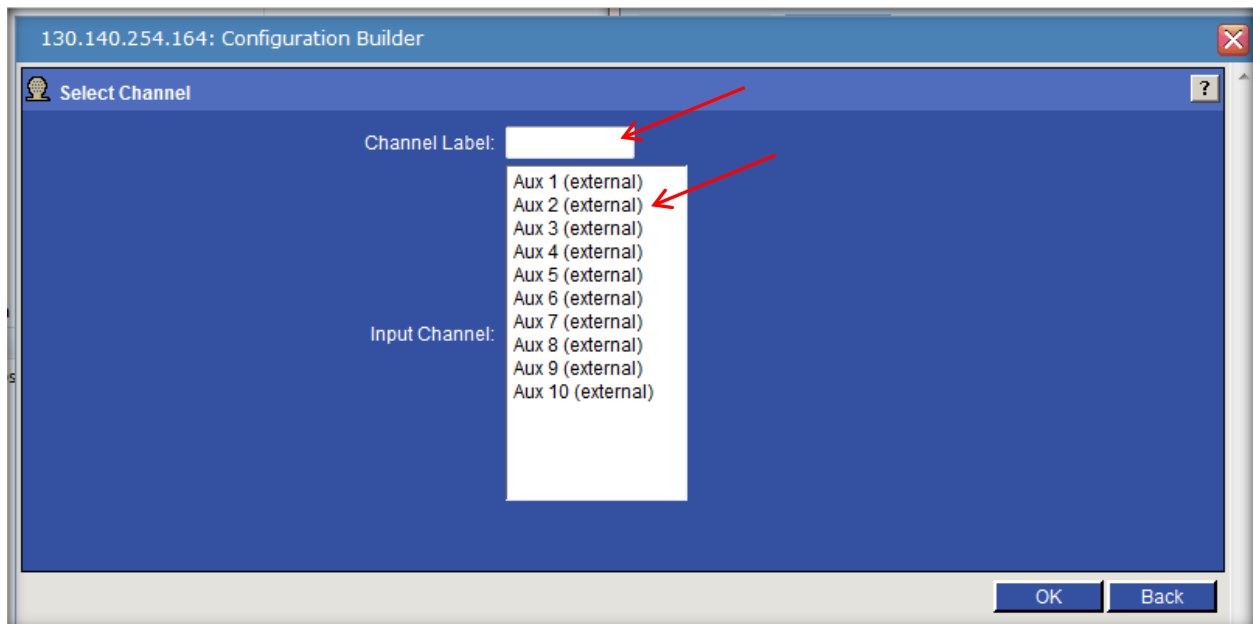 130.140.254.164: Configuration Builder
Select Channel
?
Channel Label:
Aux 1 (external)
Aux 2 (external)
Aux 3 (external)
Aux 4 (external)
Aux 5 (external)
Aux 6 (external)
Input Channel:
Aux 7 (external)
Aux 8 (external)
Aux 9 (external)
Aux 10 (external)
OK
Back